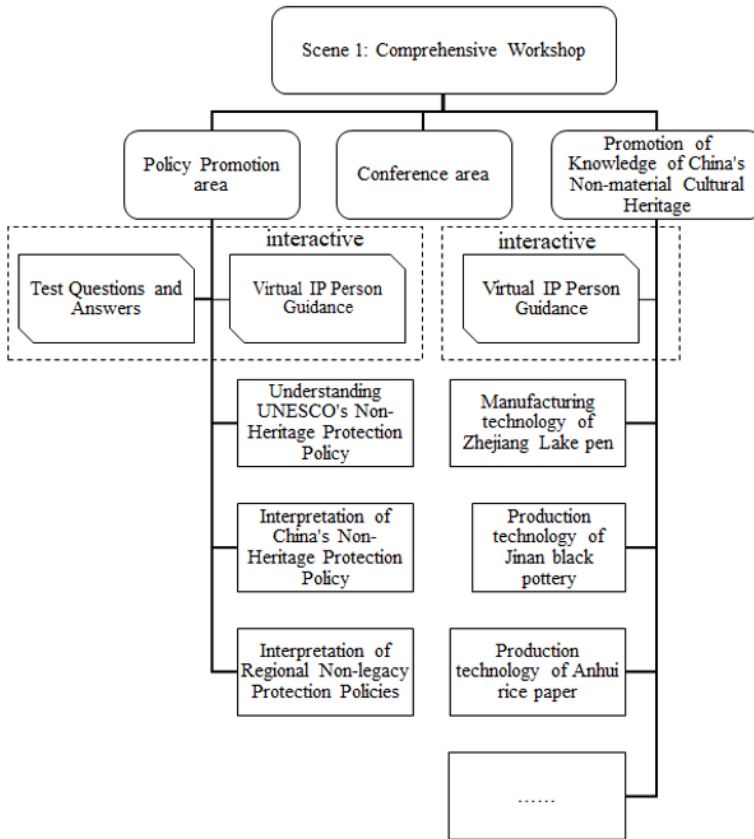 Scene 1: Comprehensive Workshop
Policy Promotion
area
Conference area
Promotion of
Knowledge of China's
Non-material Cultural
Heritage
interactive
Test Questions and
Answers
Virtual IP Person
Guidance
interactive
Virtual IP Person
Guidance
Understanding
UNESCO's Non-
Heritage Protection
Policy
Interpretation of
China's Non-
Heritage Protection
Policy
Interpretation of
Regional Non-legacy
Protection Policies
Manufacturing
technology of
Zhejiang Lake pen
Production
technology of
Jinan black
pottery
Production
technology of Anhui
rice paper
......